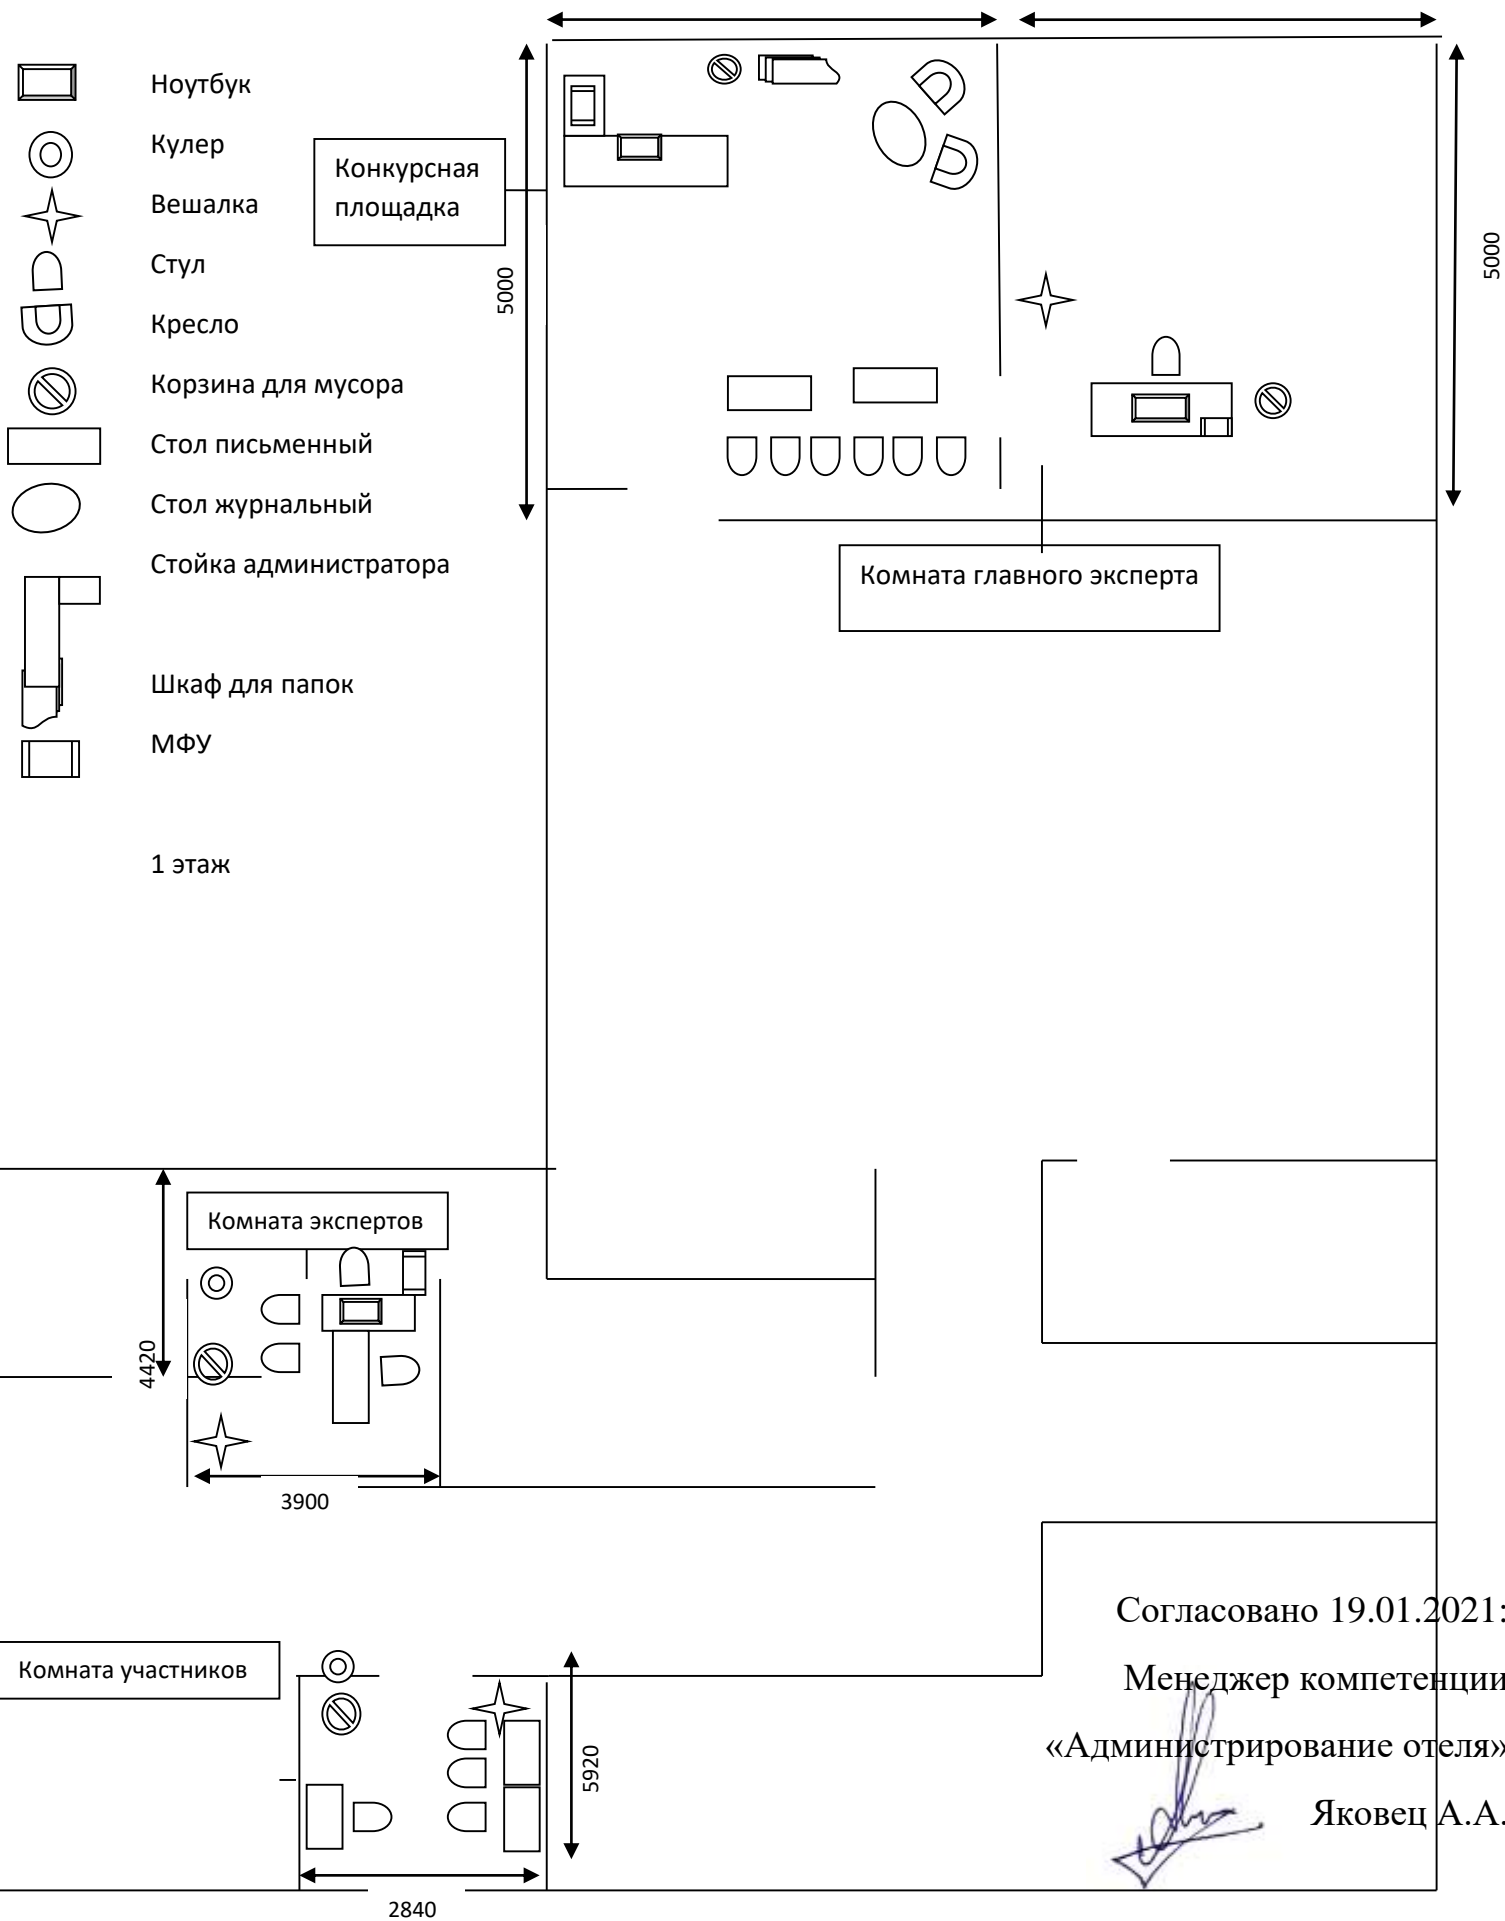 Ноутбук
Кулер
Вешалка
Стул
Кресло
Корзина для мусора
Стол письменный
Стол журнальный
Стойка администратора
Шкаф для папок
МФУ
1 этаж
Конкурсная
площадка
5000
5000
Комната главного эксперта
Комната экспертов
4420
3900
Комната участников
5920
2840
Согласовано 19.01.2021:
Менеджер компетенции
«Администрирование отеля»
Яковец А.А.